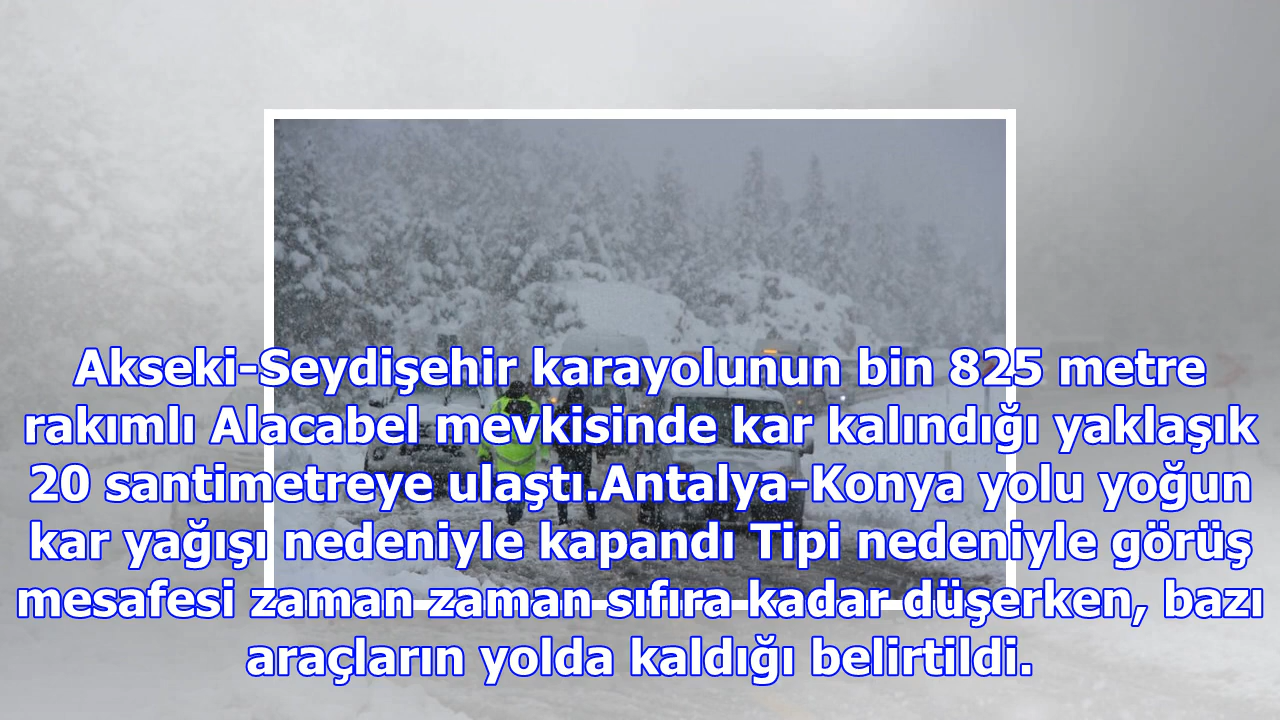 Akseki-Seydişehir karayolunun bin 825 metre
rakımlı Alacabel mevkisinde kar kalındığı yaklaşık
20 santimetreye ulaştı.Antalya-Konya yolu yoğun
kar yağışı nedeniyle kapandı Tipi nedeniyle görüş
mesafesi zaman zaman sıfıra kadar düşerken, bazı
araçların yolda kaldığı belirtildi.